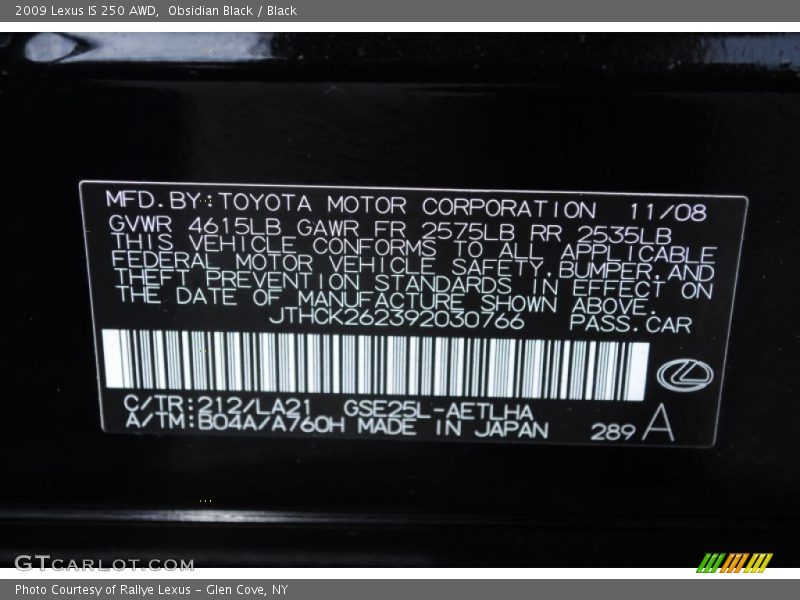 2009 Lexus IS 250 AWD, Obsidian Black / Black
MFD.BY:TOYOTA MOTOR CORPORATION 11/08
GVWR 4615LB GAWR FR 2575LB RR 2535LB
THIS VEHICLE CONFORMS TO ALL APPLICABLE
FEDERAL MOTOR VEHICLE SAFETY,BUMPER,AND
THEFT PREVENTION STANDARDS IN EFFECT ON
THE DATE OF MANUFACTURE SHOWN ABOVE.
JTHCK262392030766 PASS.CAR
C/TR:212/LA21 GSE25L-AETLHA
A/TM:B04A/A760H MADE IN JAPAN 289 A
GTCARLOT.COM
Photo Courtesy of Rallye Lexus - Glen Cove, NY